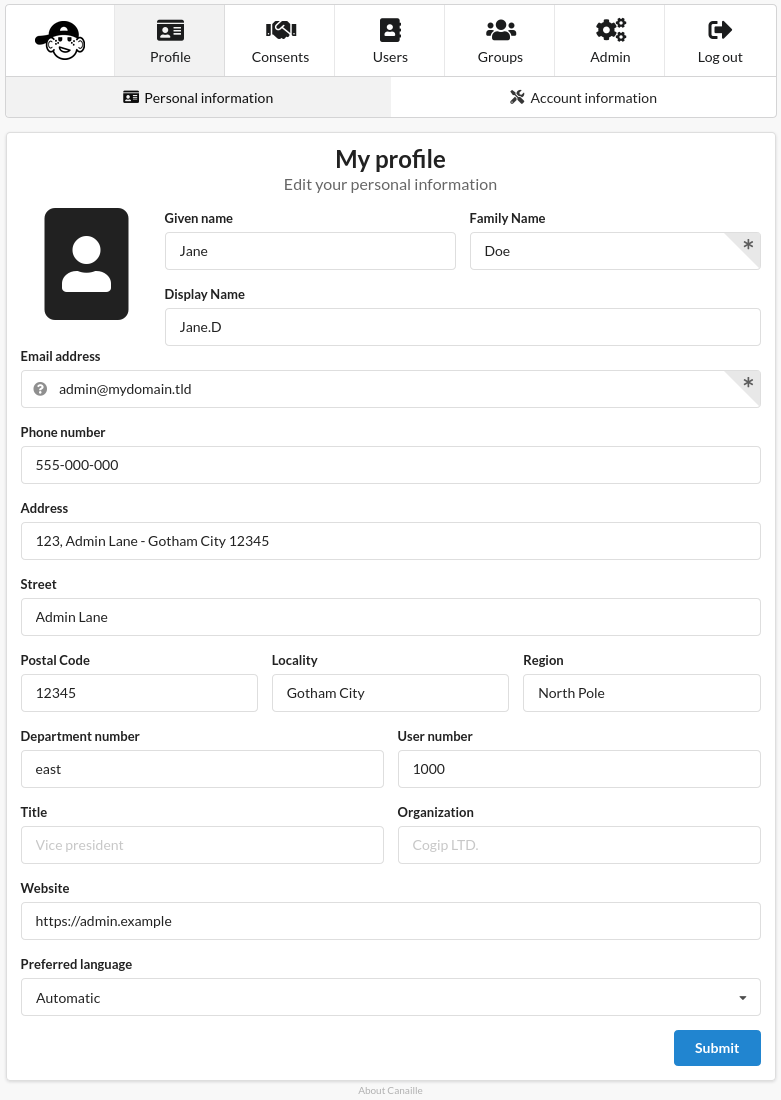 Profile
Consents
Users
Groups
Admin
Log out
Personal information
Account information
My profile
Edit your personal information
Given name
Family Name
Jane
Doe
Display Name
Jane.D
Email address
admin@mydomain.tld
Phone number
555-000-000
Address
123, Admin Lane - Gotham City 12345
Street
Admin Lane
Postal Code
Locality
Region
12345
Gotham City
North Pole
Department number
User number
east
1000
Title
Organization
Vice president
Cogip LTD.
Website
https://admin.example
Preferred language
Automatic
Submit
About Canaille